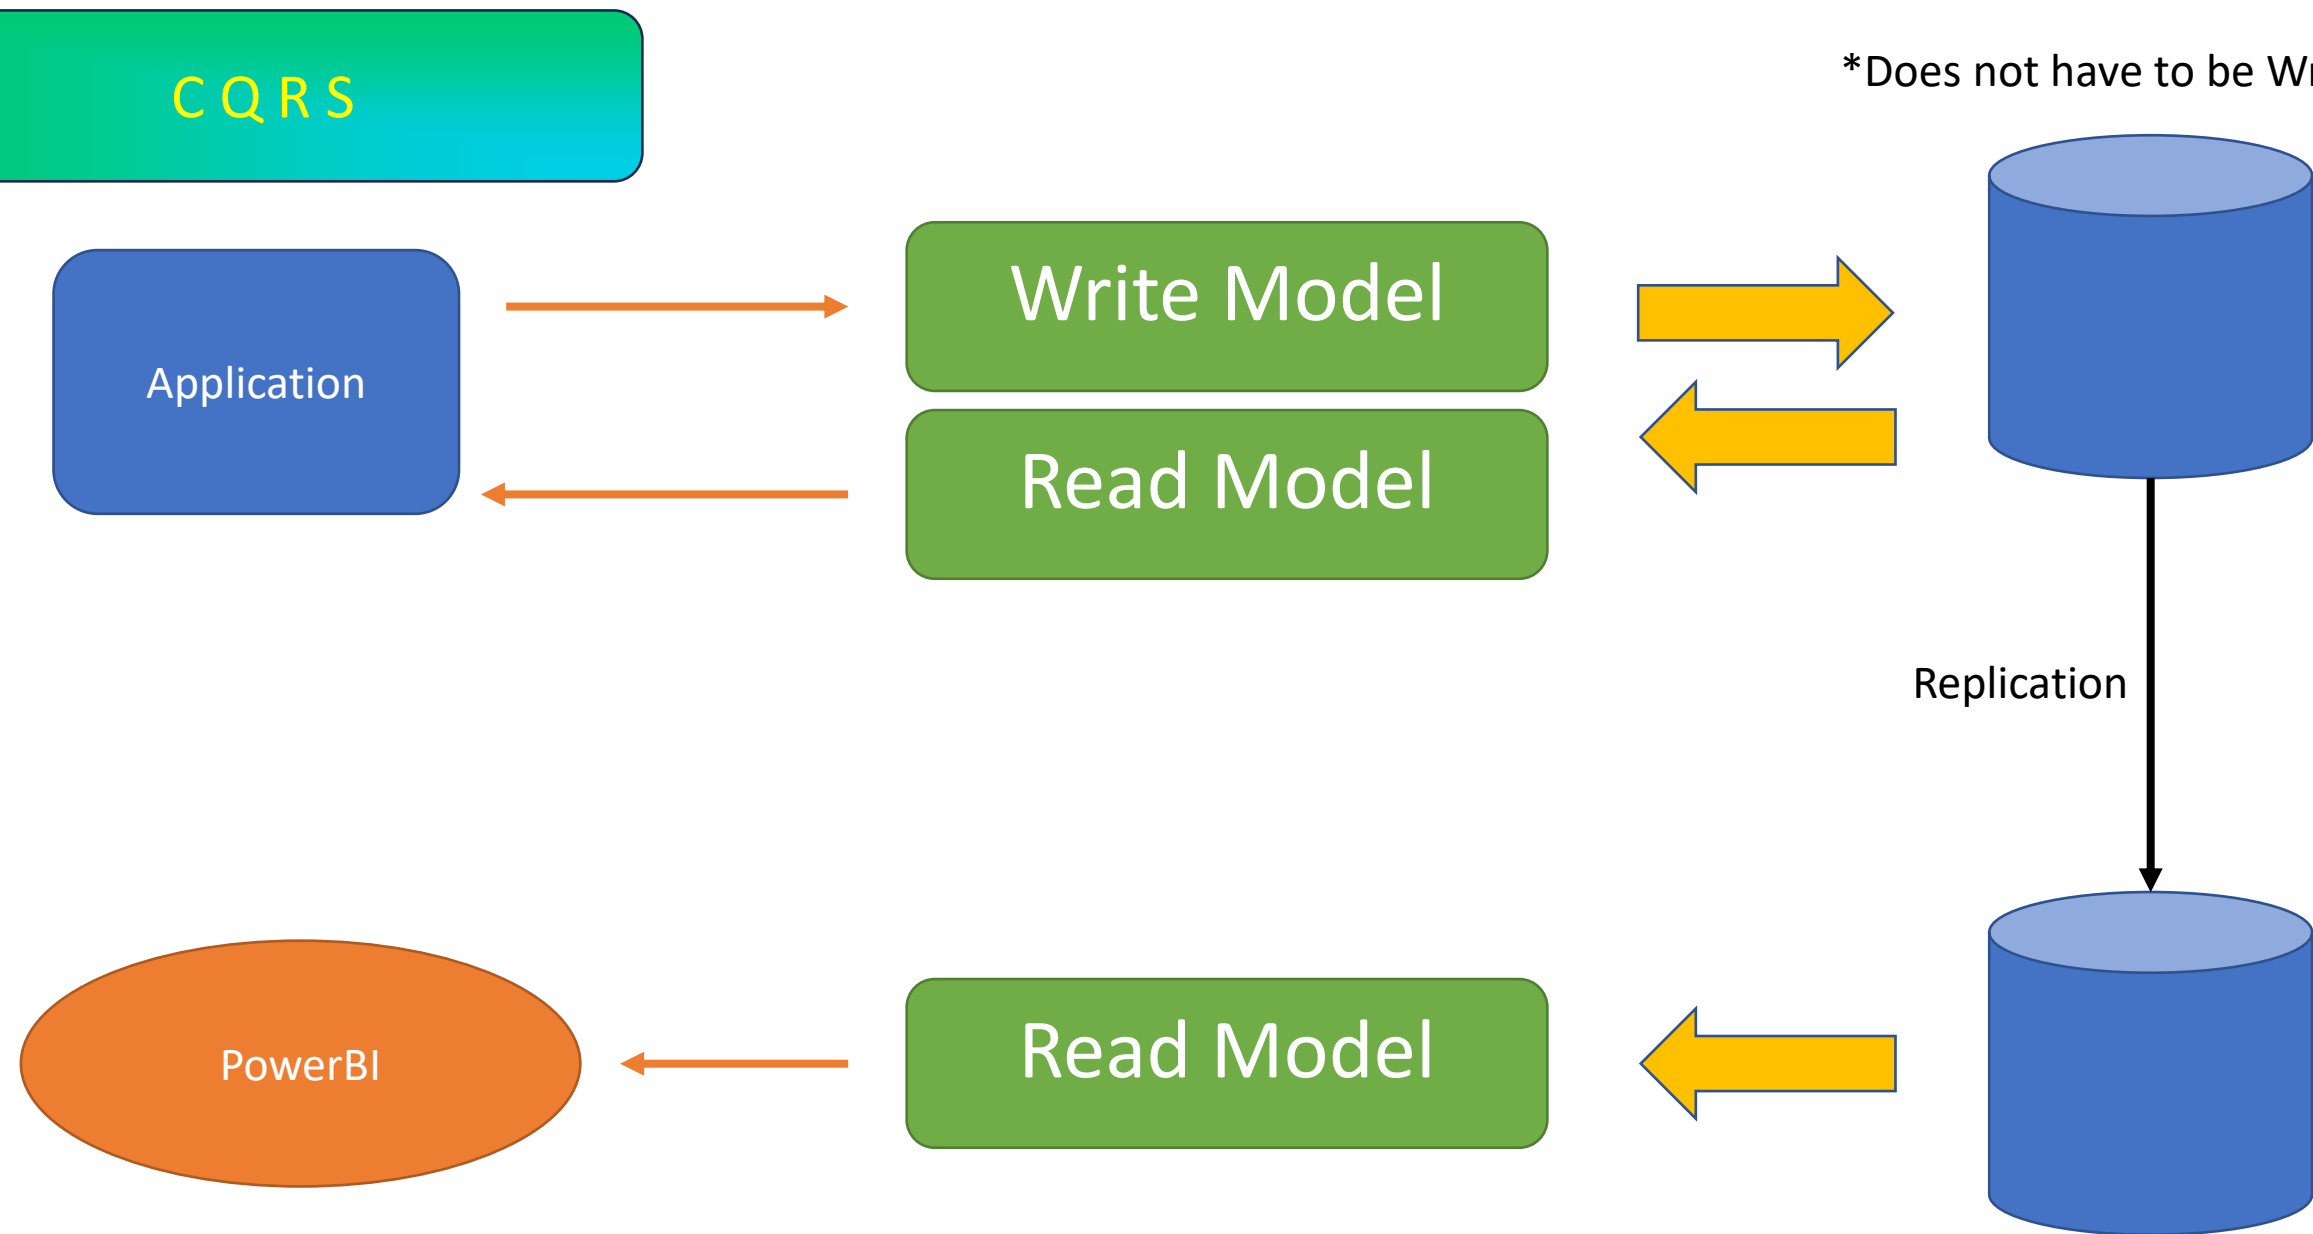 C Q R S
*Does not have to be
Application
Write Model
Read Model
Replication
PowerBI
Read Model